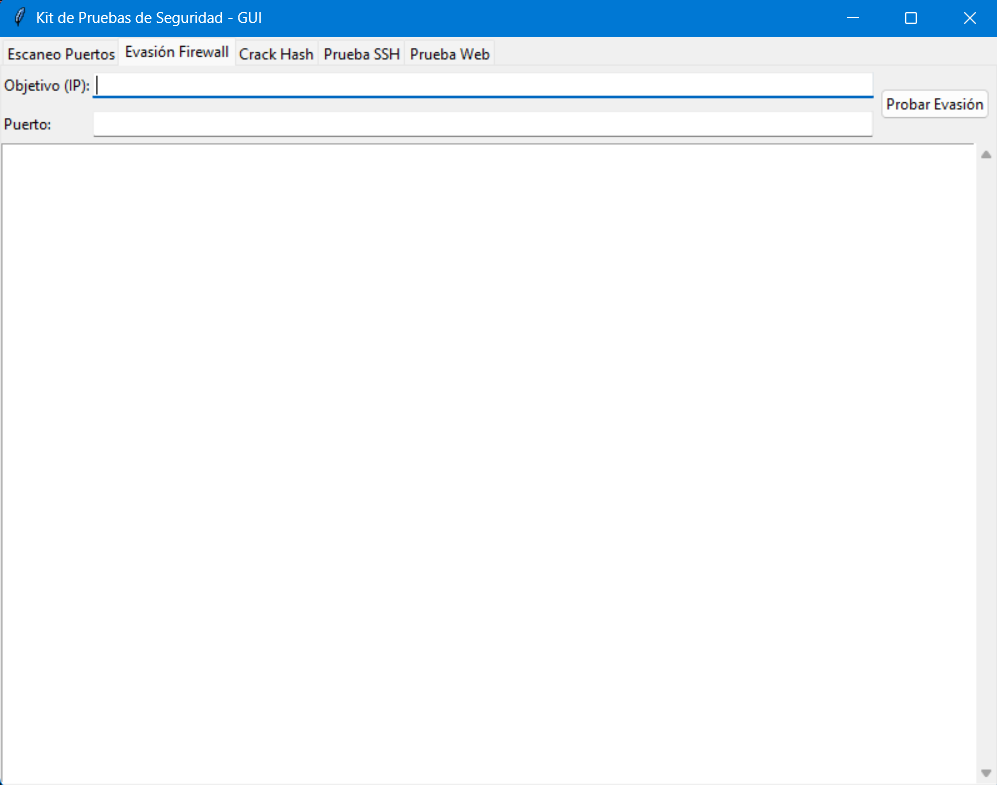 Kit de Pruebas de Seguridad - GUI
Escaneo Puertos Evasión Firewall Crack Hash Prueba SSH Prueba Web
Objetivo (IP):
Probar Evasión
Puerto: